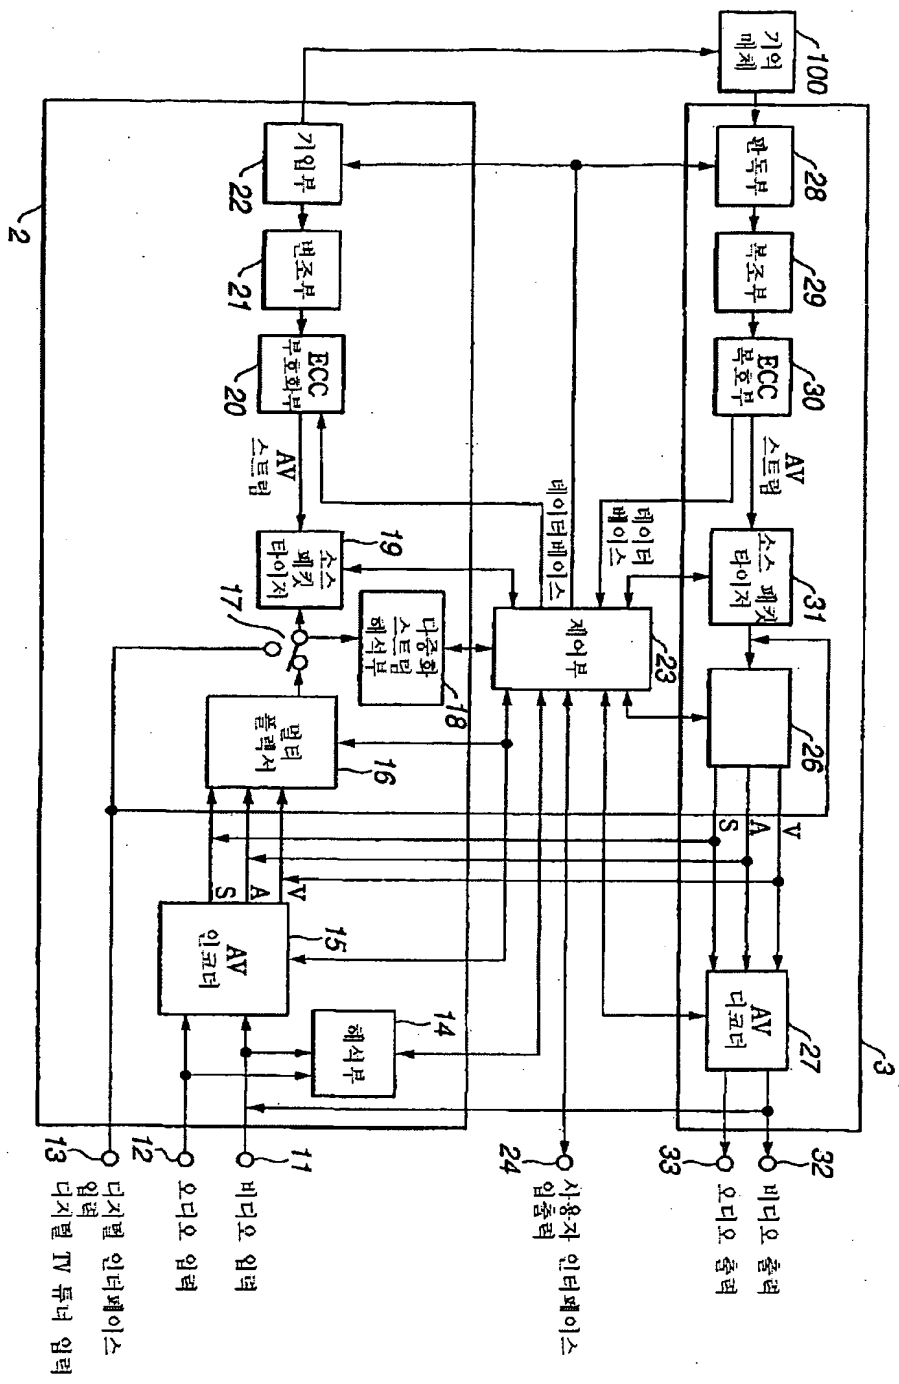 100
기억
매체
3
판독부
28
복조부
29
ECC
복호부
30
AV
스트림
소스 패킷
타이저
31
26
V
A
S
AV
디코더
27
32
비디오 출력
33
오디오 출력
데이터
베이스
데이터베이스
제어부
23
24
사용자 인터페이스
입출력
2
기입부
22
변조부
21
ECC
부호화부
20
AV
스트림
소스
패킷
타이저
19
17
다중화
스트림
해석부
18
멀티
플렉서
16
V
A
S
AV
인코더
15
해석부
14
11
비디오 입력
12
오디오 입력
13
디지털 인터페이스
입력
디지털 TV 튜너 입력